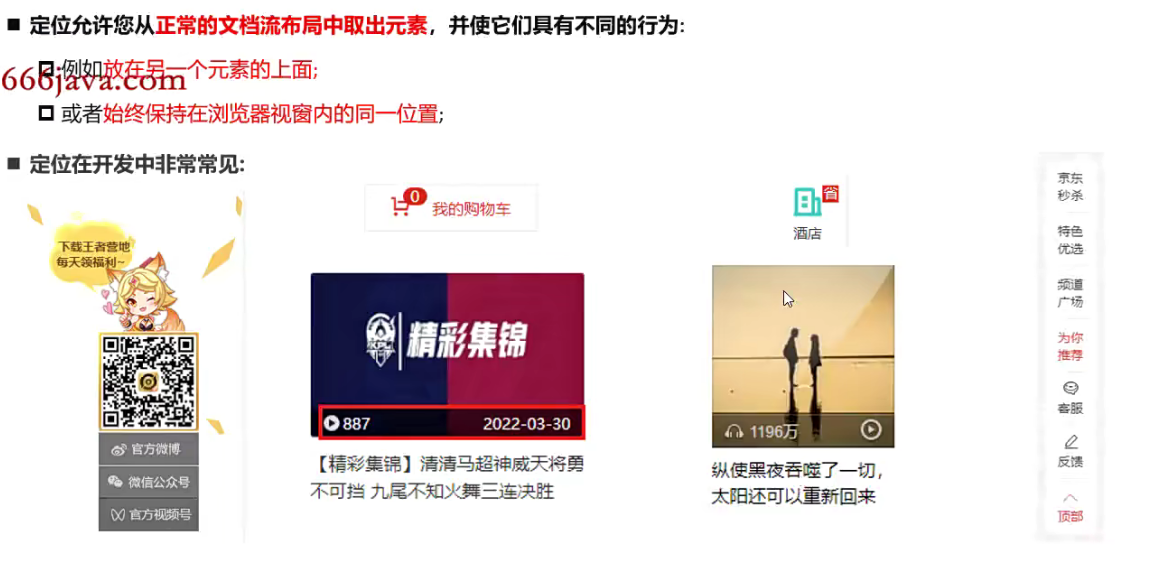 ■ 定位允许您从正常的文档流布局中取出元素，并使它们具有不同的行为:
例如放在另一个元素的上面;
666java.com
或者始终保持在浏览器视窗内的同一位置;
■ 定位在开发中非常常见:
下载王者营地
每天领福利~
官方微博
微信公众号
官方视频号
0
我的购物车
KPL
精彩集锦
887
2022-03-30
【精彩集锦】清清马超神威天将勇
不可挡 九尾不知火舞三连决胜
省
酒店
1196万
纵使黑夜吞噬了一切，
太阳还可以重新回来
京东
秒杀
特色
优选
频道
广场
为你
推荐
客服
反馈
顶部